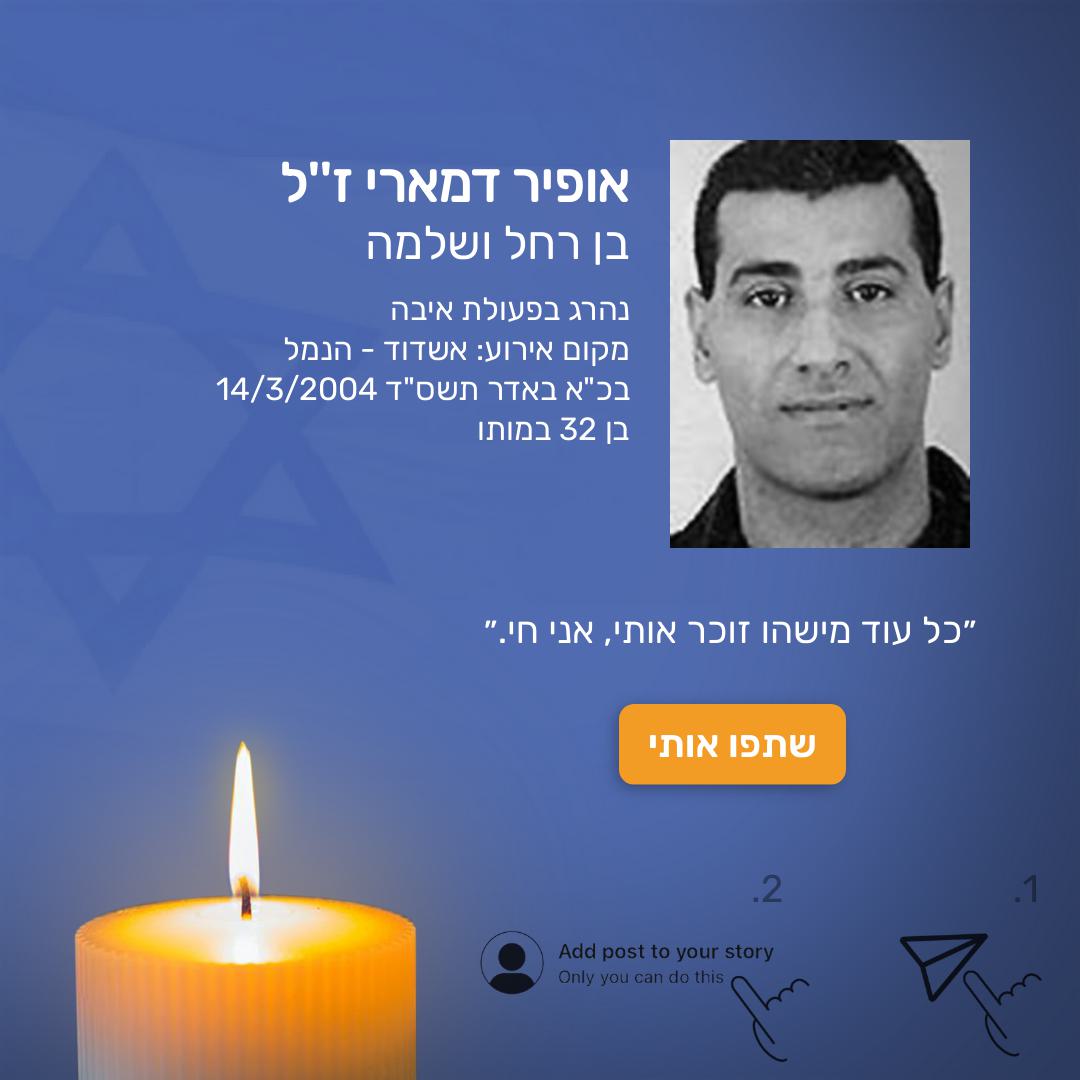 אופיר דמארי ז"ל
בן רחל ושלמה
נהרג בפעולת איבה
מקום אירוע: אשדוד - הנמל
בכ"א באדר תשס"ד 14/3/2004
בן 32 במותו
״כל עוד מישהו זוכר אותי, אני חי.״
שתפו אותי
1.
2.
Add post to your story
Only you can do this